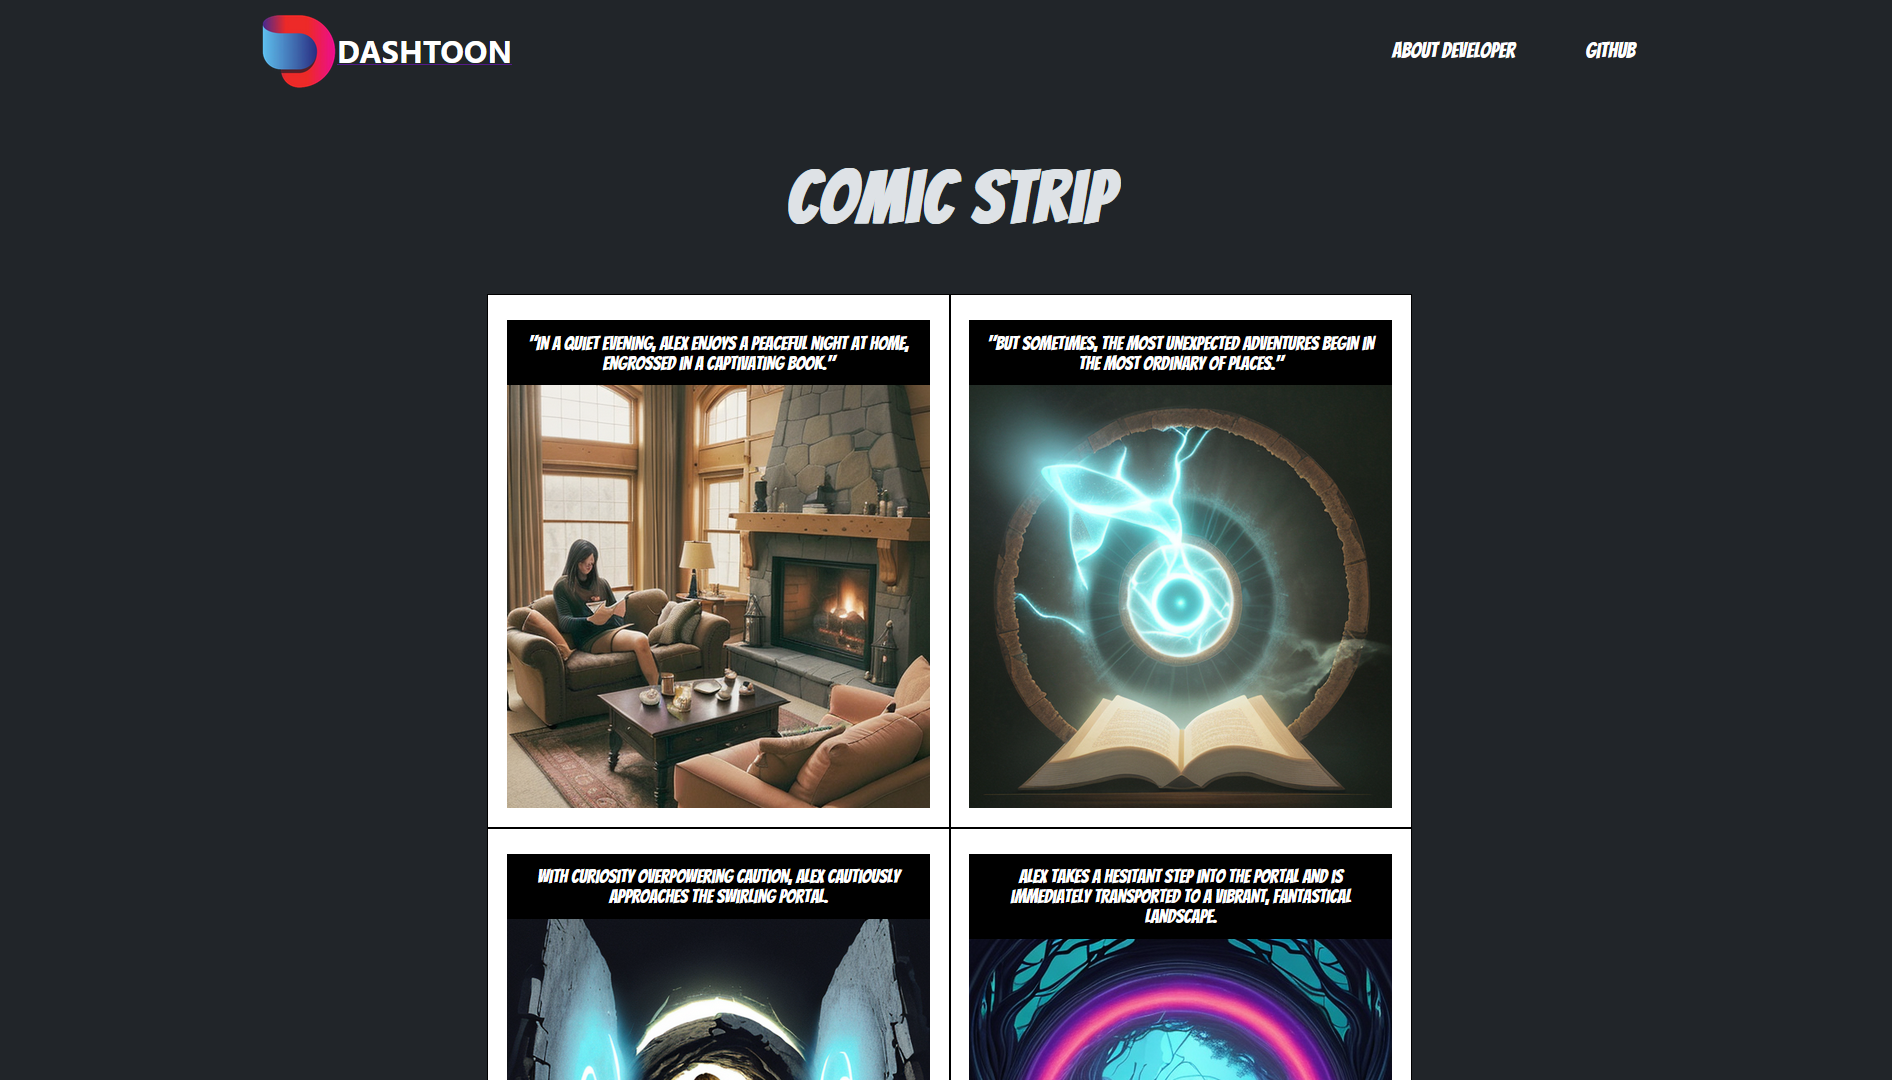 DASHTOON
ABOUT DEVELOPER
GITHUB
COMIC STRIP
"IN A QUIET EVENING, ALEX ENJOYS A PEACEFUL NIGHT AT HOME,
ENGROSSED IN A CAPTIVATING BOOK."
"BUT SOMETIMES, THE MOST UNEXPECTED ADVENTURES BEGIN IN
THE MOST ORDINARY OF PLACES."
WITH CURIOSITY OVERPOWERING CAUTION, ALEX CAUTIOUSLY
APPROACHES THE SWIRLING PORTAL.
ALEX TAKES A HESITANT STEP INTO THE PORTAL AND IS
IMMEDIATELY TRANSPORTED TO A VIBRANT, FANTASTICAL
LANDSCAPE.